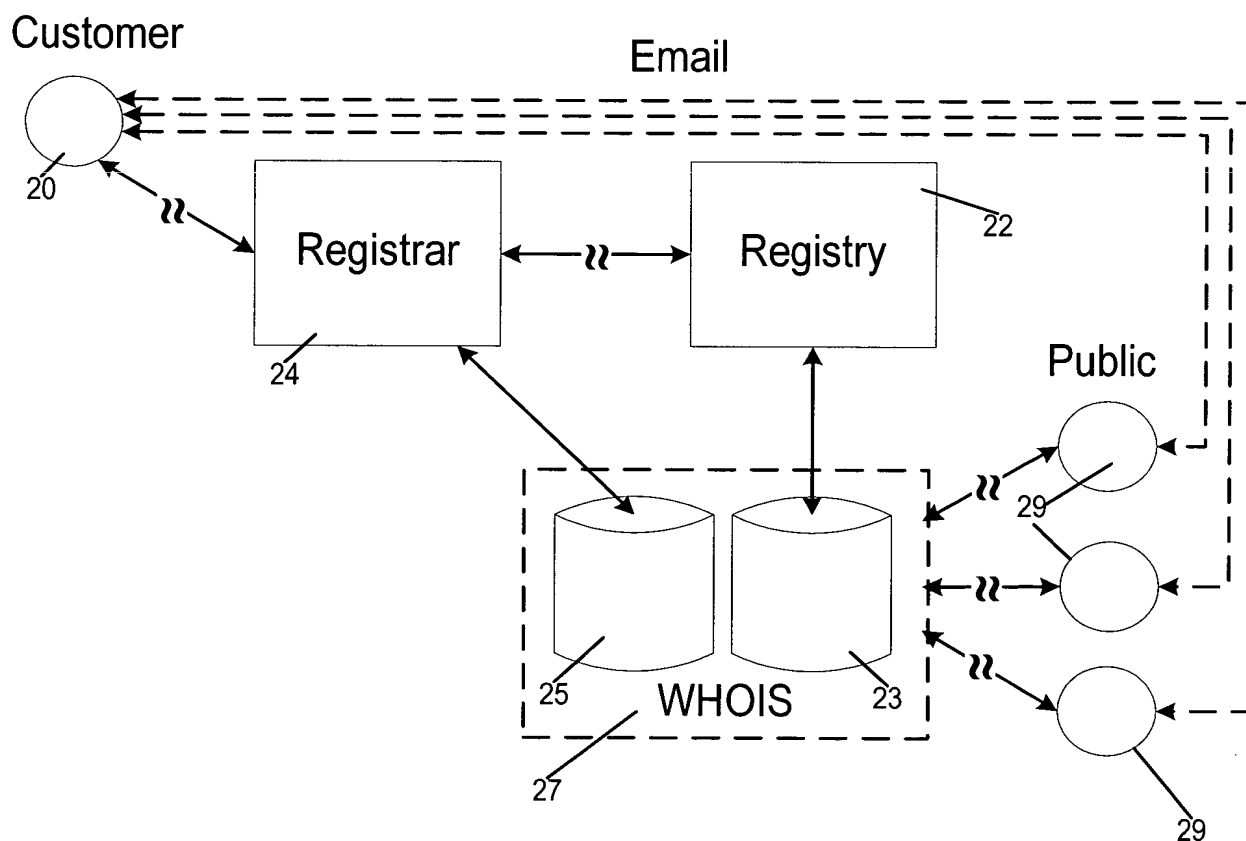 Customer
Email
20
22
Registrar
Registry
24
Public
29
25
WHOIS
23
27
29